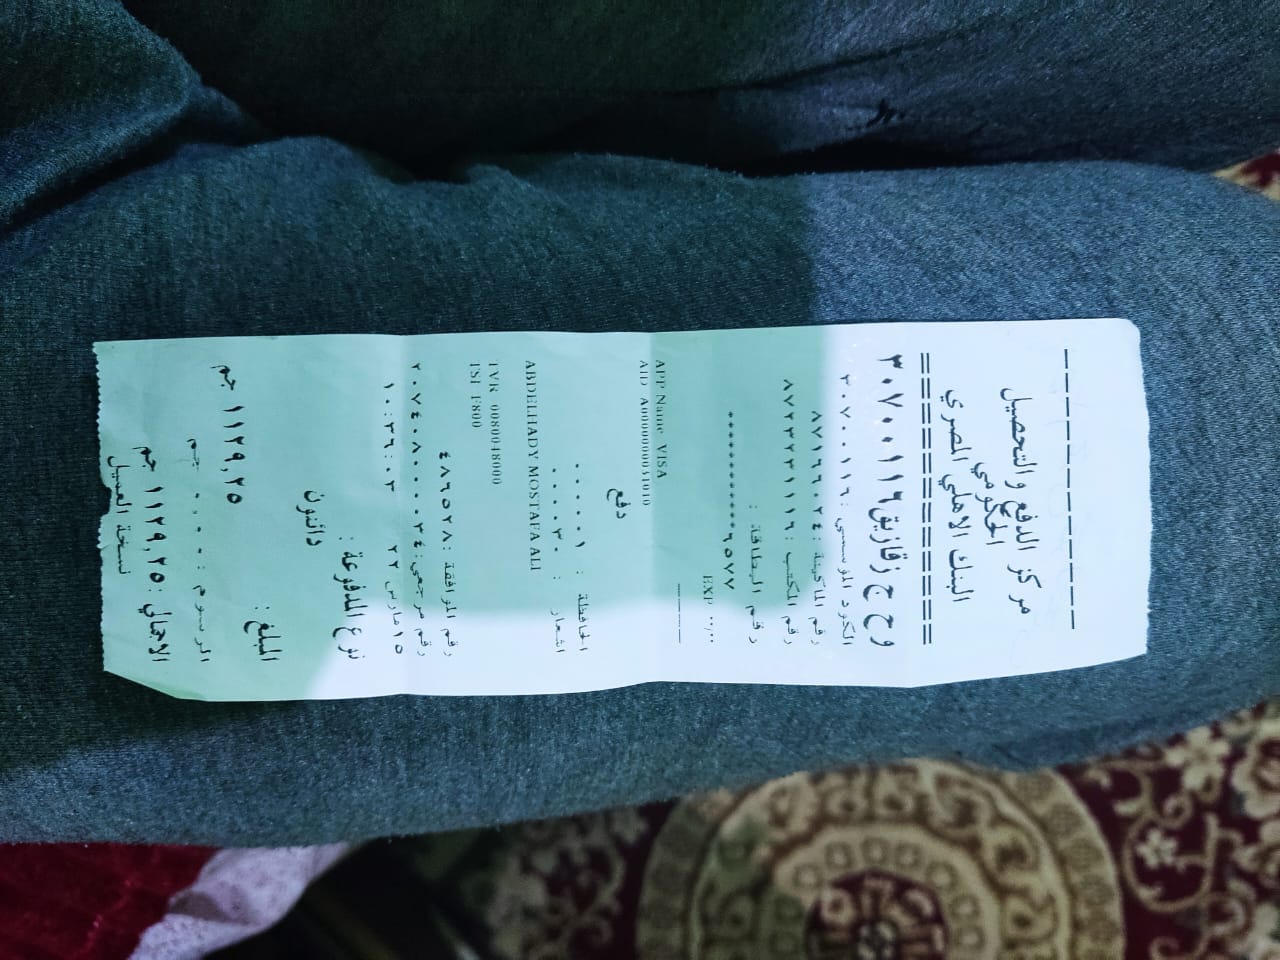 ------------
مركز الدفع والتحصيل
الحكومي
البنك الاهلي المصري
============
وح ج زقازيق٣٠٧٠٠١١٦
الكود المؤسسي :٣٠٧٠٠١١٦
رقم الماكينة :٨٧١٦٦٠٢٤
رقم المكتب :٨٧٢٣٢٣١١١٦
رقم البطاقة :
************٦٥٧٧
EXP ٠٠/٠٠
-----
APP Name VISA
AID A0000000031010
دفع
الحافظة : ٠٠٠٠٠١
اشعار : ٠٠٠٠٣٠
ABDELHADY MOSTAFA ALI
TVR 0080048000
TSI F800
رقم الموافقة :٤٨٦٥٢٨
رقم مرجعي:٢٠٧٤٠٨٠٠٠٠٣٤
١٥مارس ٢٢ ١٠:٣٦:٠٣
نوع المدفوعة :
دائنون
المبلغ :
١١٢٩,٢٥ جم
الرسوم :٠,٠٠ جم
الاجمالي :١١٢٩,٢٥ جم
نسخة العميل